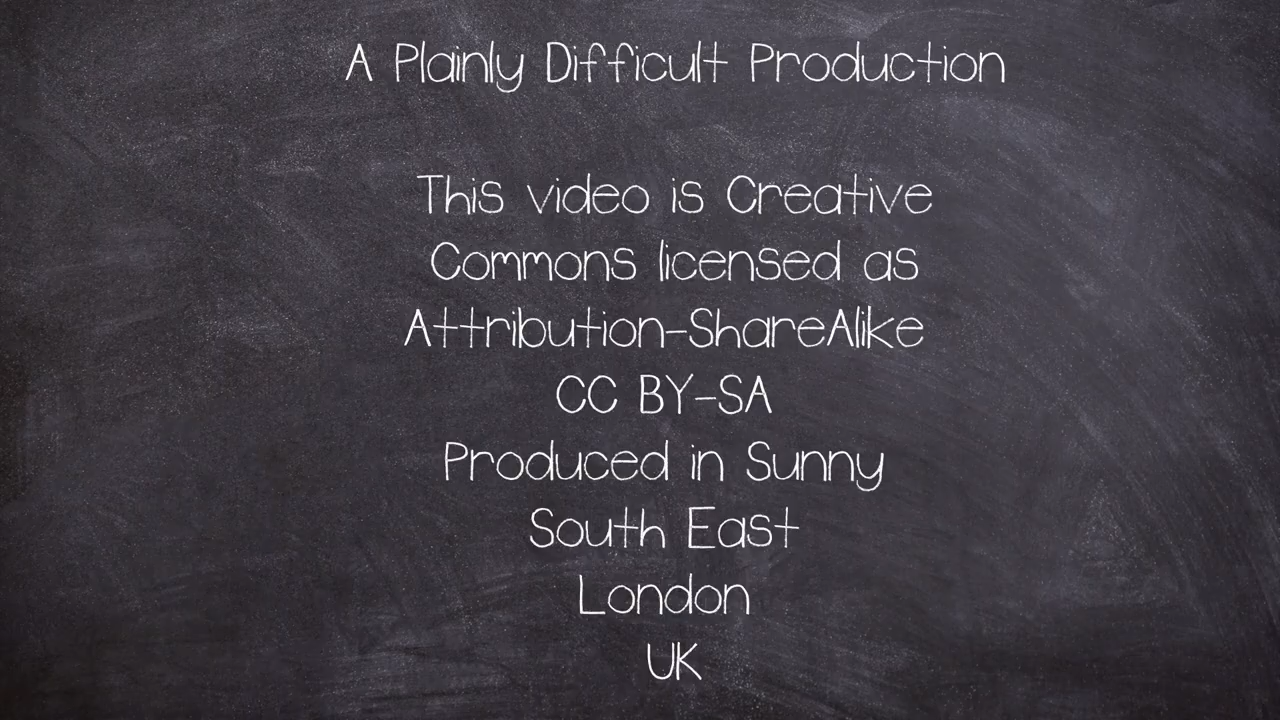 A Plainly Difficult Production
This video is Creative
Commons licensed as
Attribution-ShareAlike
CC BY-SA
Produced in Sunny
South East
London
UK